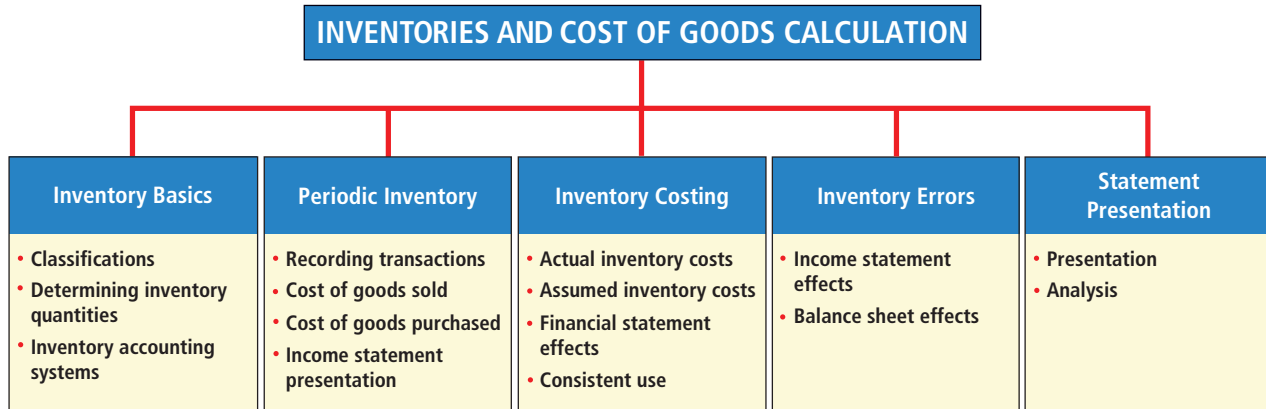 INVENTORIES AND COST OF GOODS CALCULATION
Inventory Basics
• Classifications
• Determining inventory
quantities
• Inventory accounting
systems
Periodic Inventory
• Recording transactions
• Cost of goods sold
• Cost of goods purchased
• Income statement
presentation
Inventory Costing
• Actual inventory costs
• Assumed inventory costs
• Financial statement
effects
• Consistent use
Inventory Errors
• Income statement
effects
• Balance sheet effects
Statement
Presentation
• Presentation
• Analysis